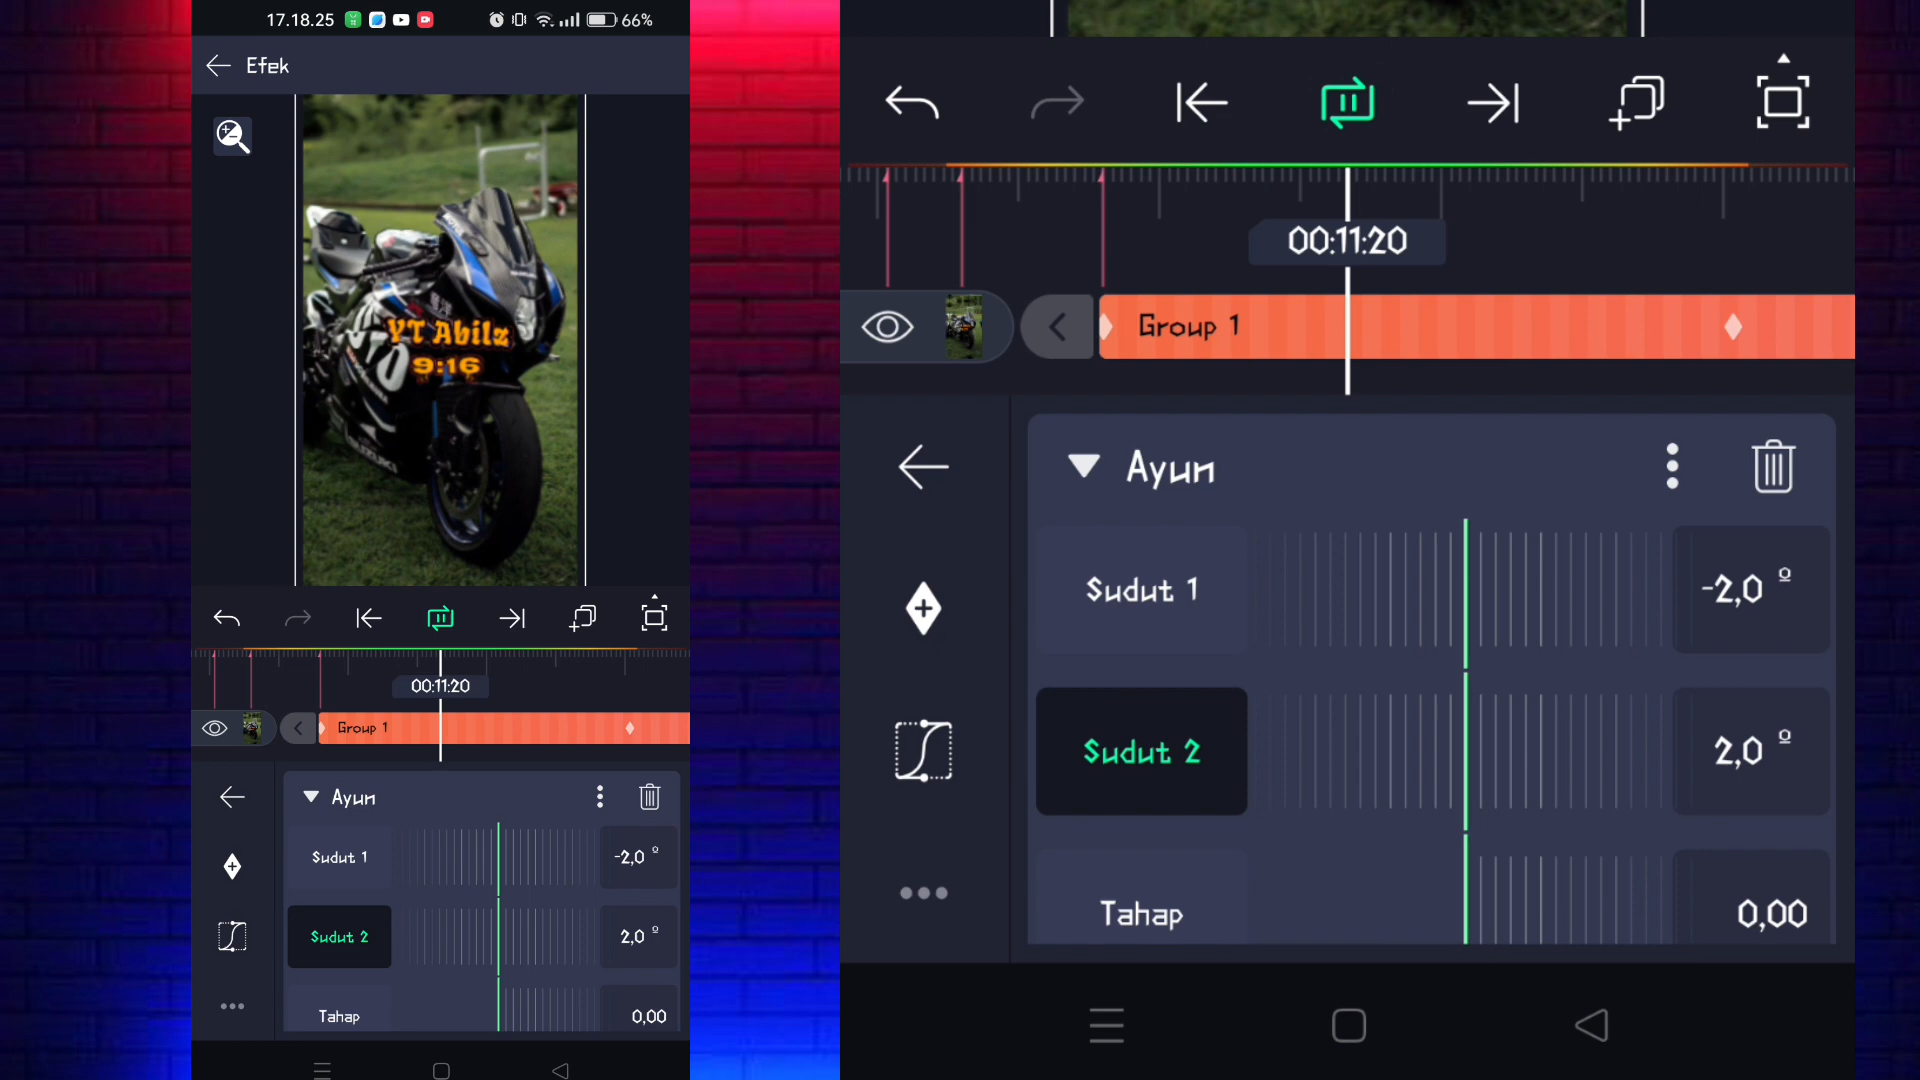 17.18.25
66%
Efek
SUZUKI
YT Abilz
9:16
SUZUKI
00:11:20
Group 1
Ayun
Sudut 1
-2,0 º
Sudut 2
2,0 º
Tahap
0,00
00:11:20
Group 1
Ayun
Sudut 1
-2,0 º
Sudut 2
2,0 º
Tahap
0,00